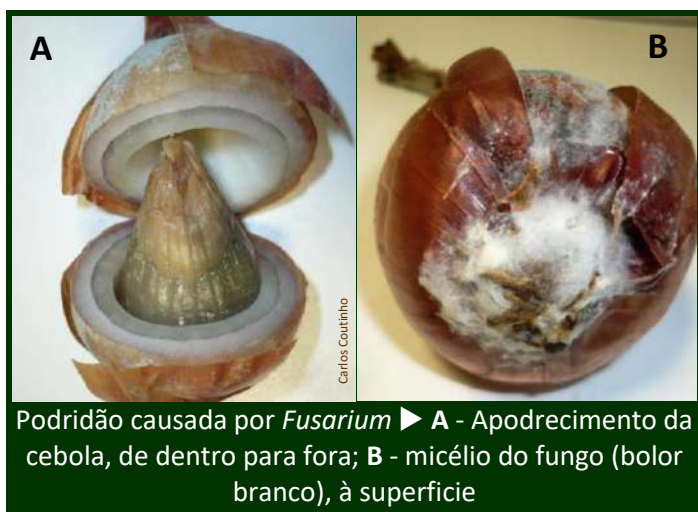 A
B
Carlos Coutinho
Podridão causada por Fusarium ▶ A - Apodrecimento da
cebola, de dentro para fora; B - micélio do fungo (bolor
branco), à superficie